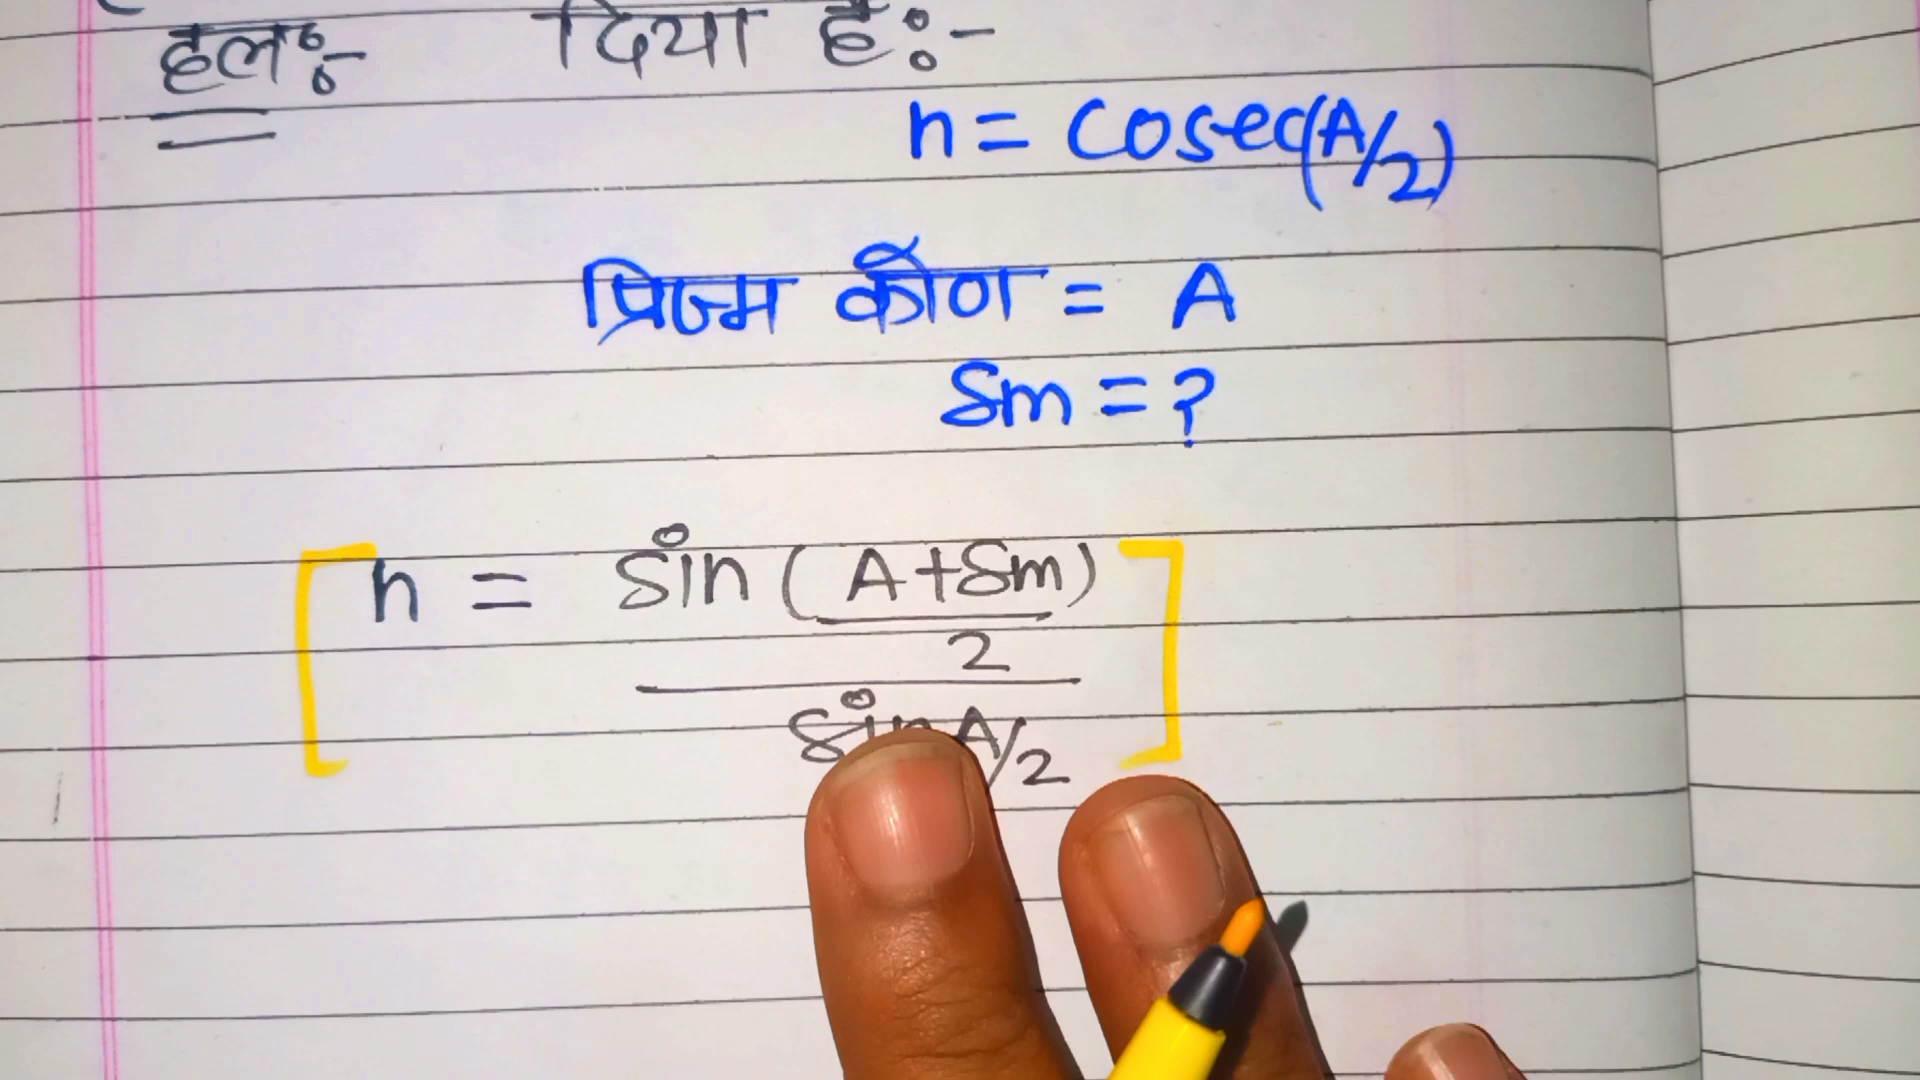 हलः- दिया हैः-
n = Cosec(A/2)
प्रिज्म कोण = A
δm = ?
n = sin (A+δm)
2
sin A/2